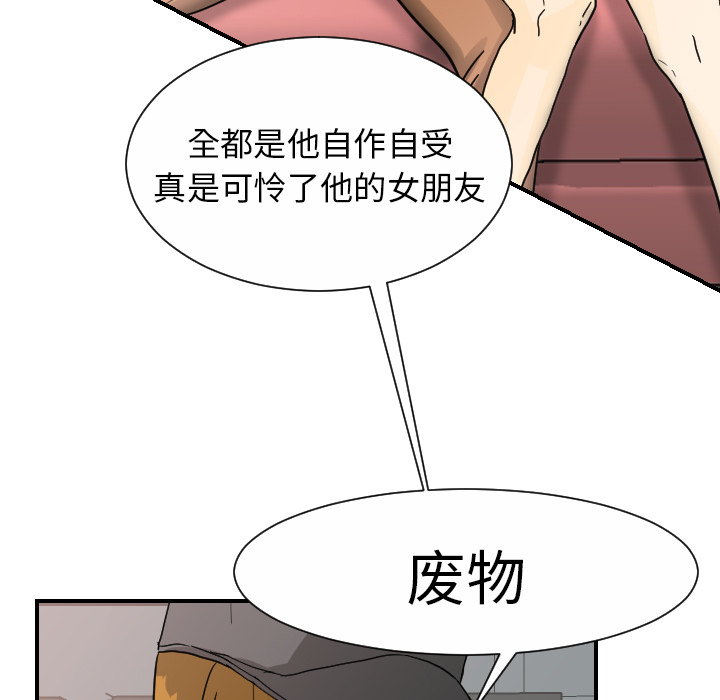 全都是他自作自受
真是可怜了他的女朋友
废物